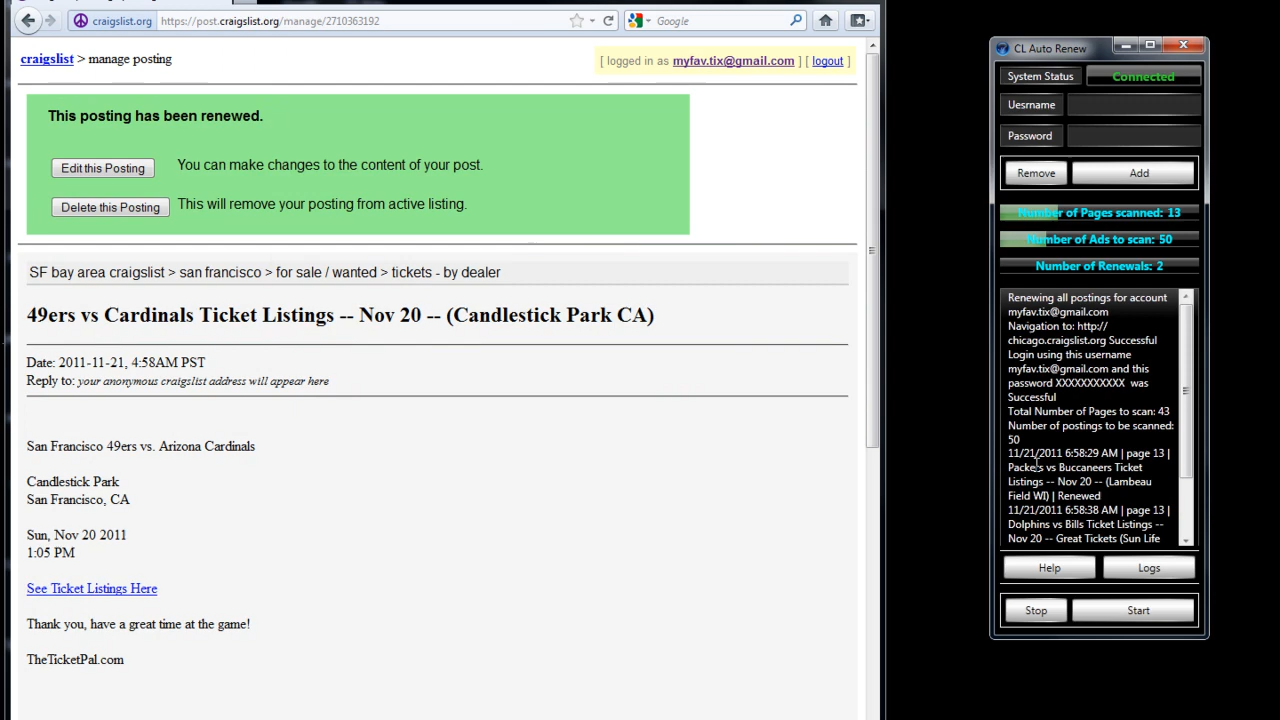 craigslist.org
https://post.craigslist.org/manage/2710363192
Google
craigslist > manage posting
[ logged in as myfav.tix@gmail.com ] [ logout ]
This posting has been renewed.
Edit this Posting
You can make changes to the content of your post.
Delete this Posting
This will remove your posting from active listing.
SF bay area craigslist > san francisco > for sale / wanted > tickets - by dealer
49ers vs Cardinals Ticket Listings -- Nov 20 -- (Candlestick Park CA)
Date: 2011-11-21, 4:58AM PST
Reply to: your anonymous craigslist address will appear here
San Francisco 49ers vs. Arizona Cardinals
Candlestick Park
San Francisco, CA
Sun, Nov 20 2011
1:05 PM
See Ticket Listings Here
Thank you, have a great time at the game!
TheTicketPal.com
CL Auto Renew
System Status
Connected
Uesrname
Password
Remove
Add
Number of Pages scanned: 13
Number of Ads to scan: 50
Number of Renewals: 2
Renewing all postings for account
myfav.tix@gmail.com
Navigation to: http://
chicago.craigslist.org Successful
Login using this username
myfav.tix@gmail.com and this
password XXXXXXXXXXX was
Successful
Total Number of Pages to scan: 43
Number of postings to be scanned:
50
11/21/2011 6:58:29 AM | page 13 |
Packers vs Buccaneers Ticket
Listings -- Nov 20 -- (Lambeau
Field WI) | Renewed
11/21/2011 6:58:38 AM | page 13 |
Dolphins vs Bills Ticket Listings --
Nov 20 -- Great Tickets (Sun Life
Help
Logs
Stop
Start